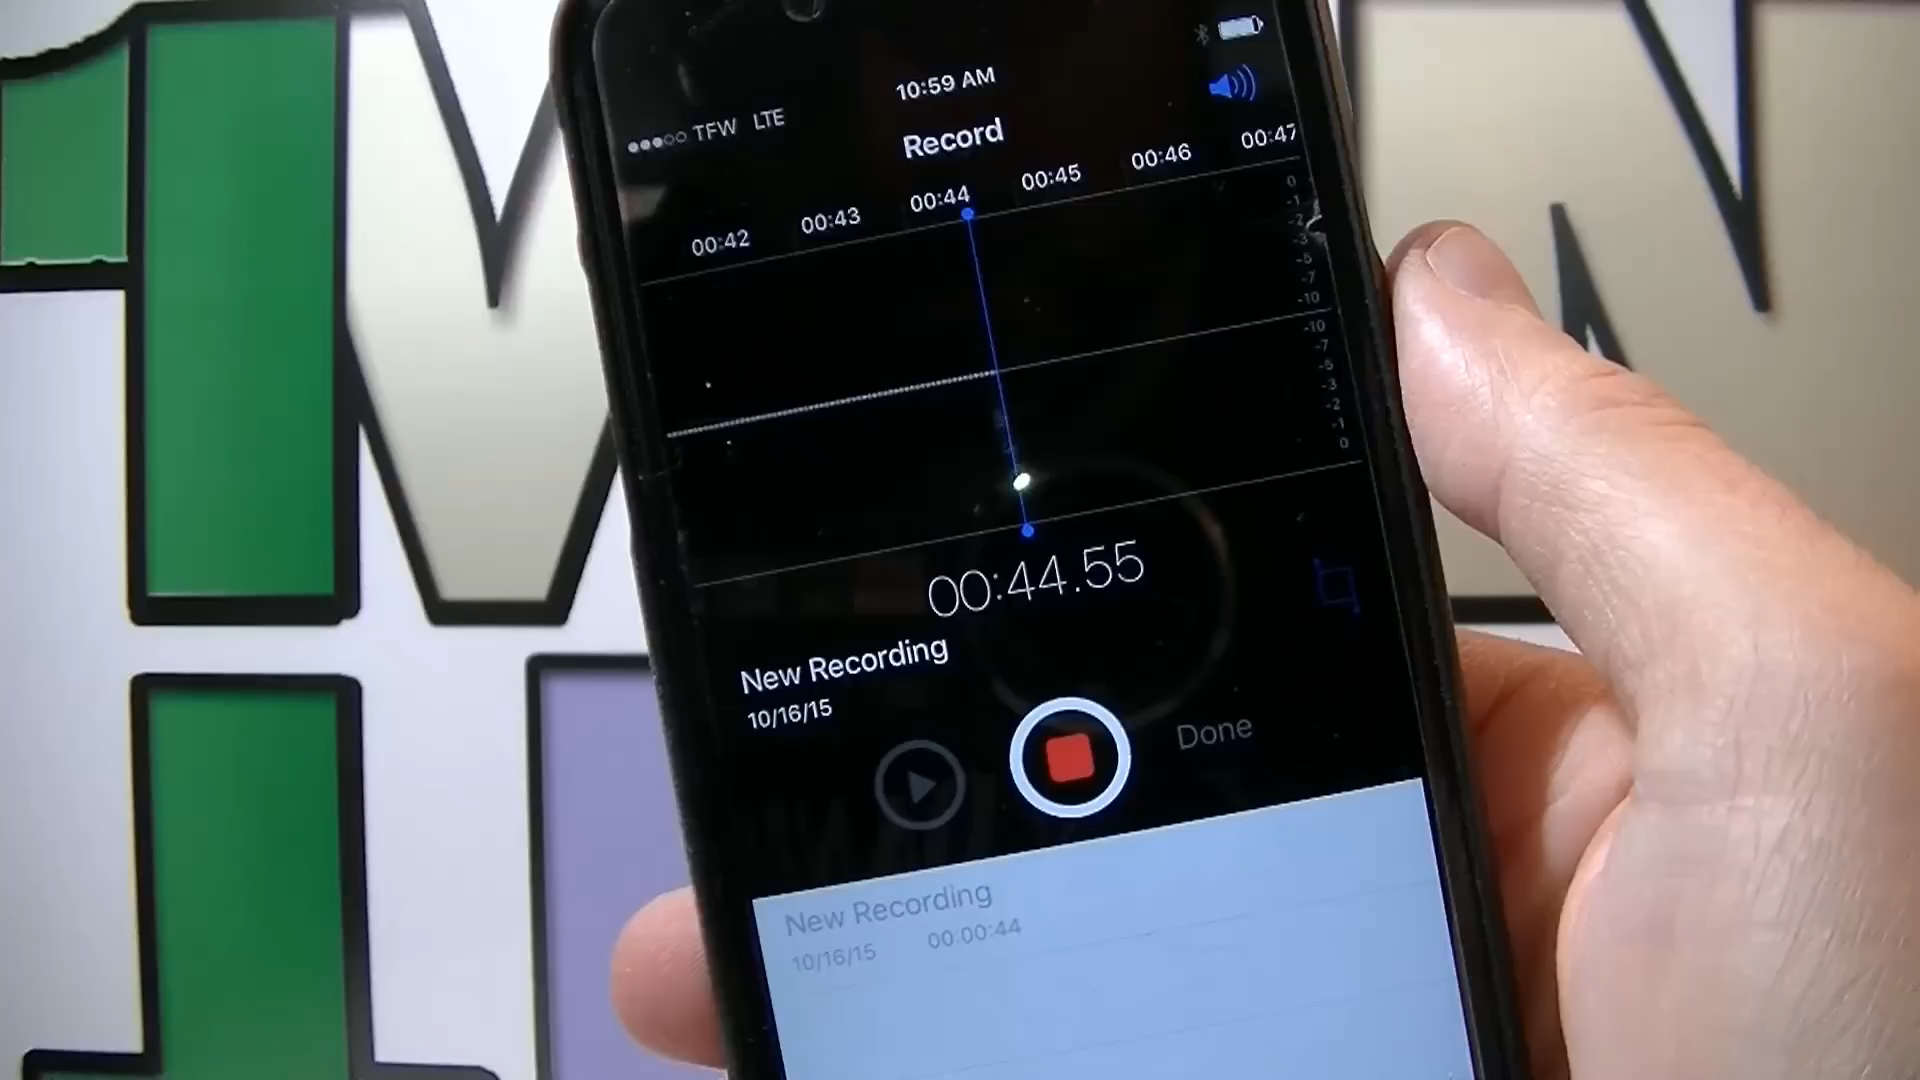 10:59 AM
TFW LTE
Record
00:42 00:43 00:44 00:45 00:46 00:47
0
-1
-2
-3
-5
-7
-10
-10
-7
-5
-3
-2
-1
0
00:44.55
New Recording
10/16/15
Done
New Recording
10/16/15 00:00:44